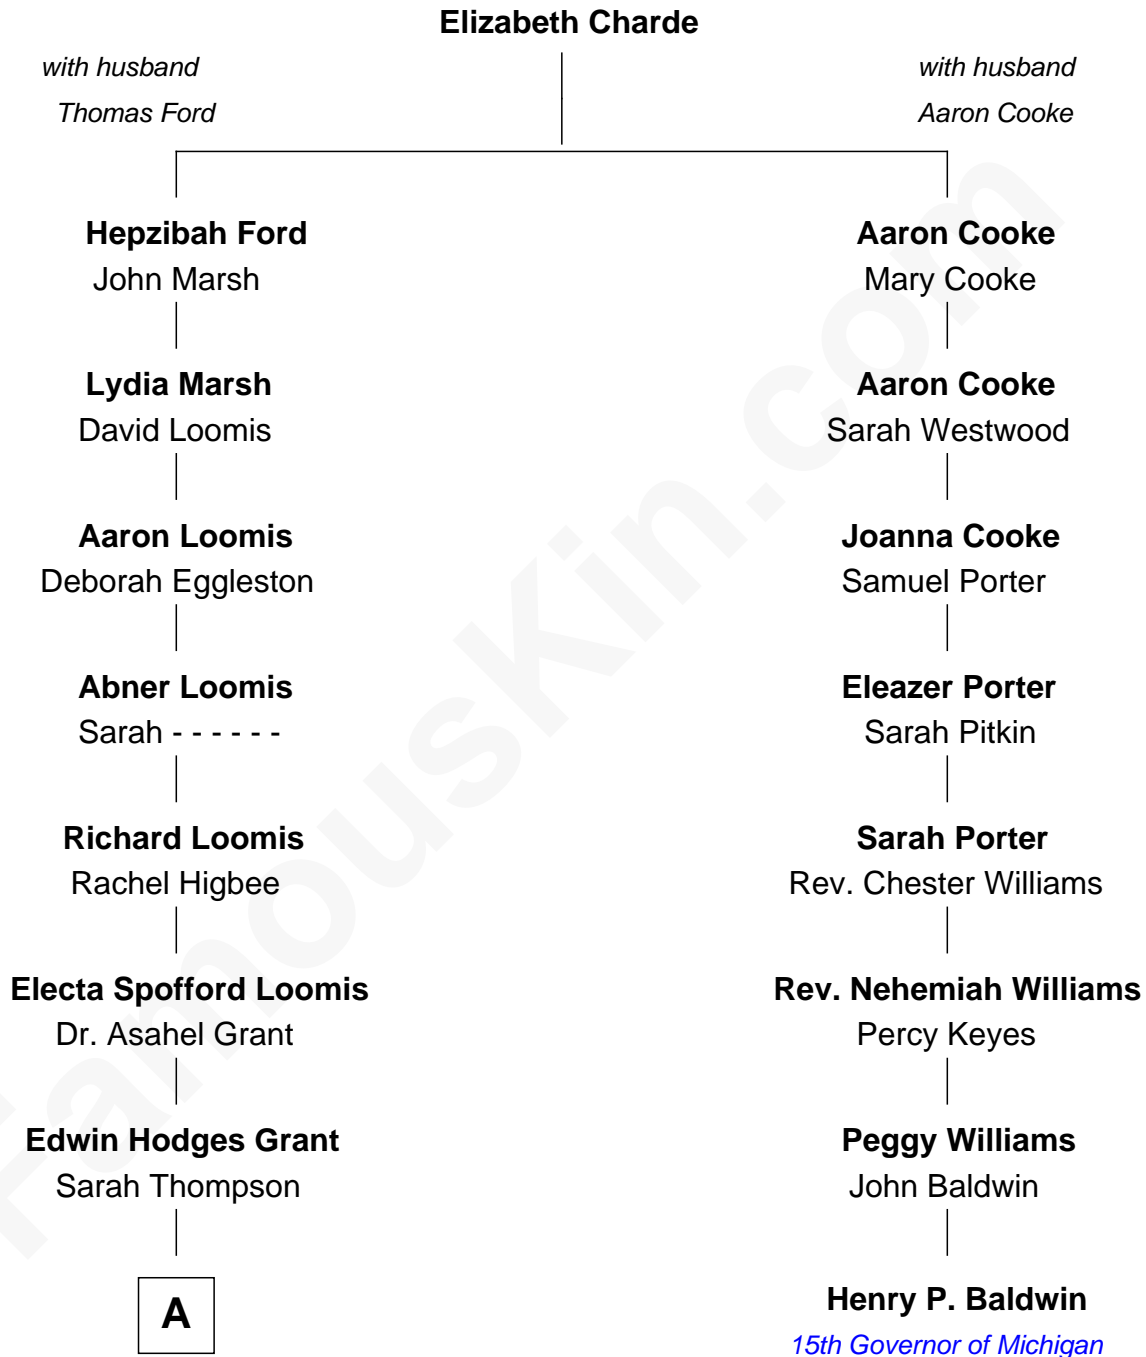 Elizabeth Charde
with husband
Thomas Ford
with husband
Aaron Cooke
Hepzibah Ford
John Marsh
Aaron Cooke
Mary Cooke
Lydia Marsh
David Loomis
Aaron Cooke
Sarah Westwood
Aaron Loomis
Deborah Eggleston
Joanna Cooke
Samuel Porter
Abner Loomis
Sarah - - - - - -
Eleazer Porter
Sarah Pitkin
Richard Loomis
Rachel Higbee
Sarah Porter
Rev. Chester Williams
Electa Spofford Loomis
Dr. Asahel Grant
Rev. Nehemiah Williams
Percy Keyes
Edwin Hodges Grant
Sarah Thompson
Peggy Williams
John Baldwin
A
Henry P. Baldwin
15th Governor of Michigan
FamousKin.com